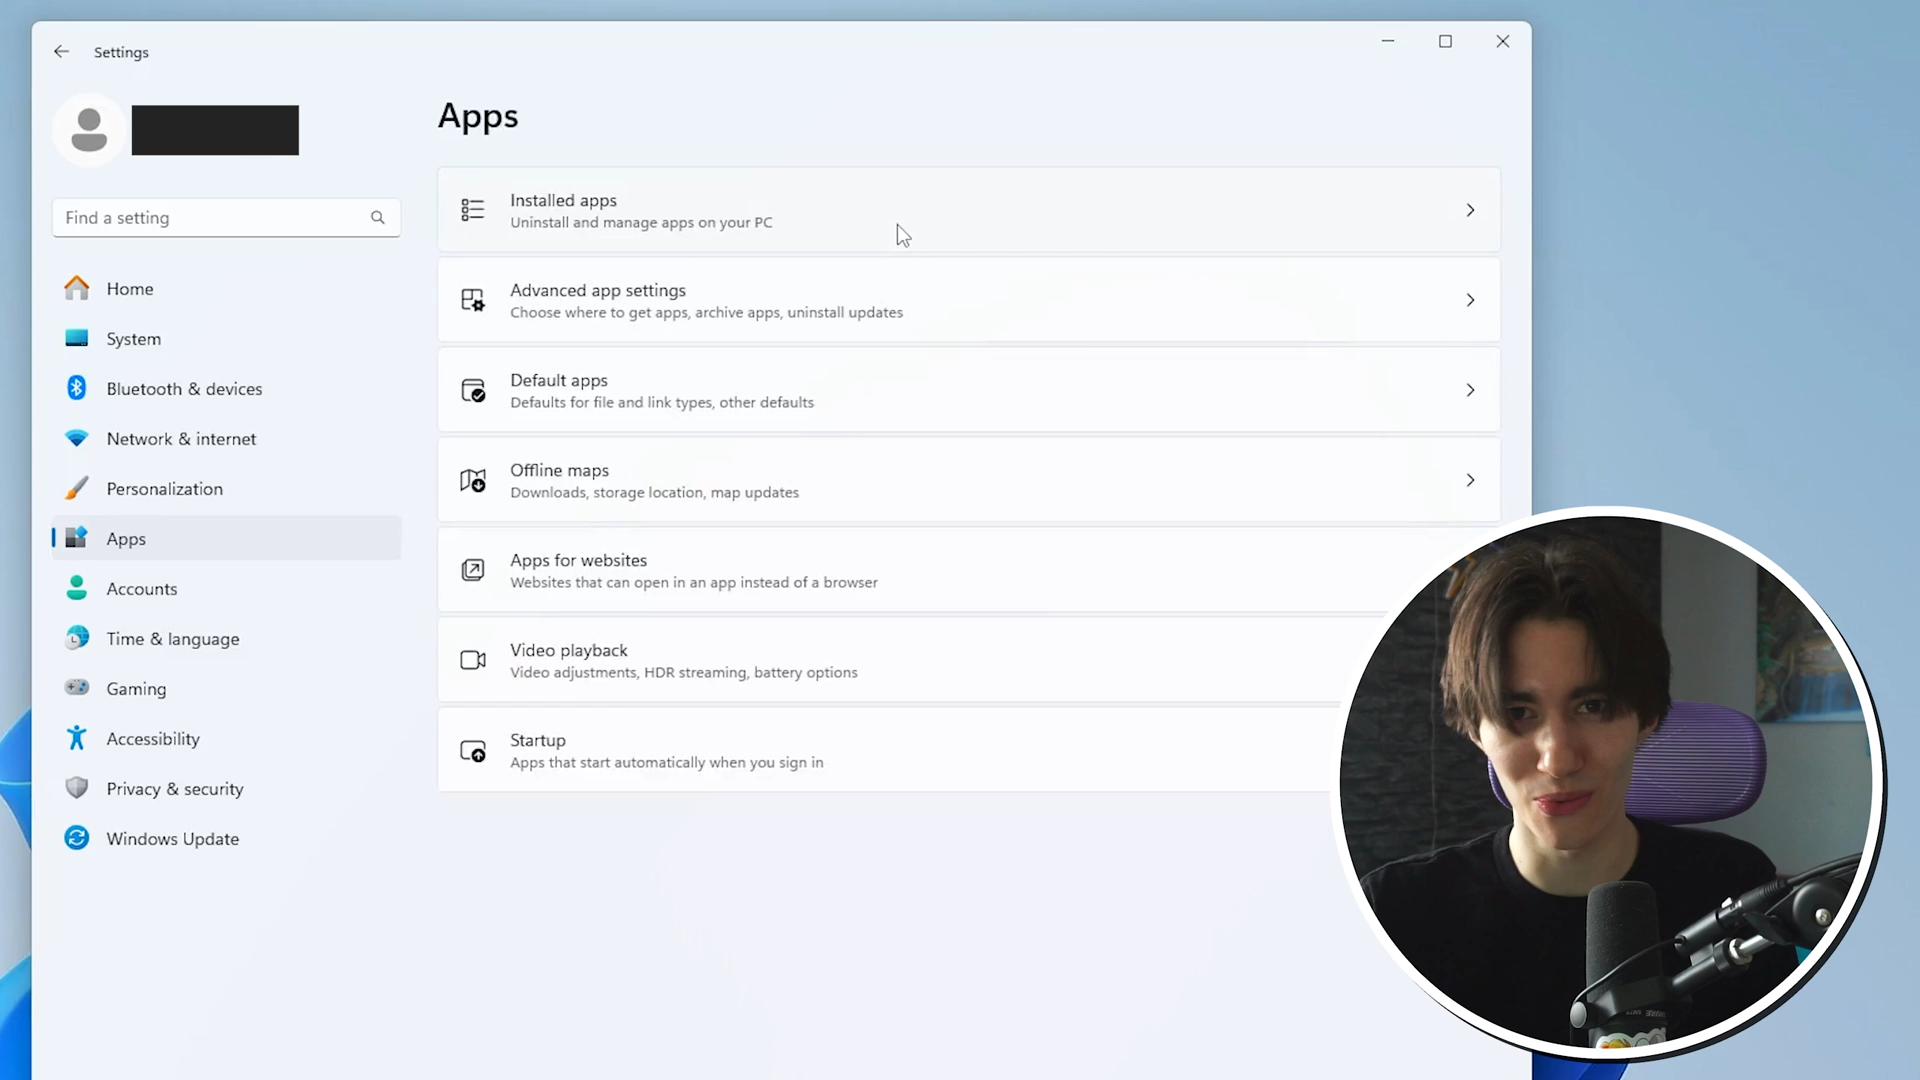 Settings
Apps
Find a setting
Home
System
Bluetooth & devices
Network & internet
Personalization
Apps
Accounts
Time & language
Gaming
Accessibility
Privacy & security
Windows Update
Installed apps
Uninstall and manage apps on your PC
Advanced app settings
Choose where to get apps, archive apps, uninstall updates
Default apps
Defaults for file and link types, other defaults
Offline maps
Downloads, storage location, map updates
Apps for websites
Websites that can open in an app instead of a browser
Video playback
Video adjustments, HDR streaming, battery options
Startup
Apps that start automatically when you sign in